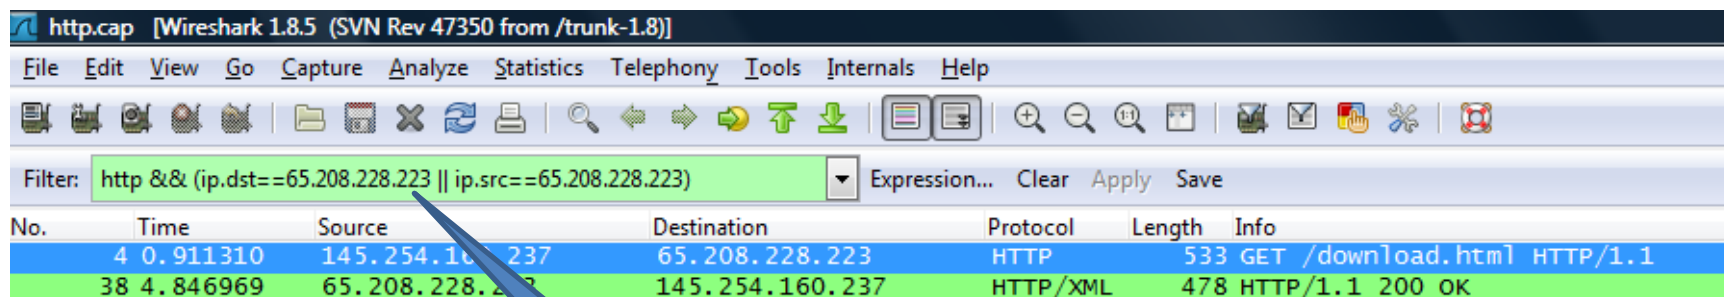 http.cap [Wireshark 1.8.5 (SVN Rev 47350 from /trunk-1.8)]
File Edit View Go Capture Analyze Statistics Telephony Tools Internals Help
Filter: http && (ip.dst==65.208.228.223 || ip.src==65.208.228.223) Expression... Clear Apply Save
No. Time Source Destination Protocol Length Info
4 0.911310 65.208.228.223 HTTP 533 GET /download.html HTTP/1.1
38 4.846969 145.254.160.237 HTTP/XML 478 HTTP/1.1 200 OK